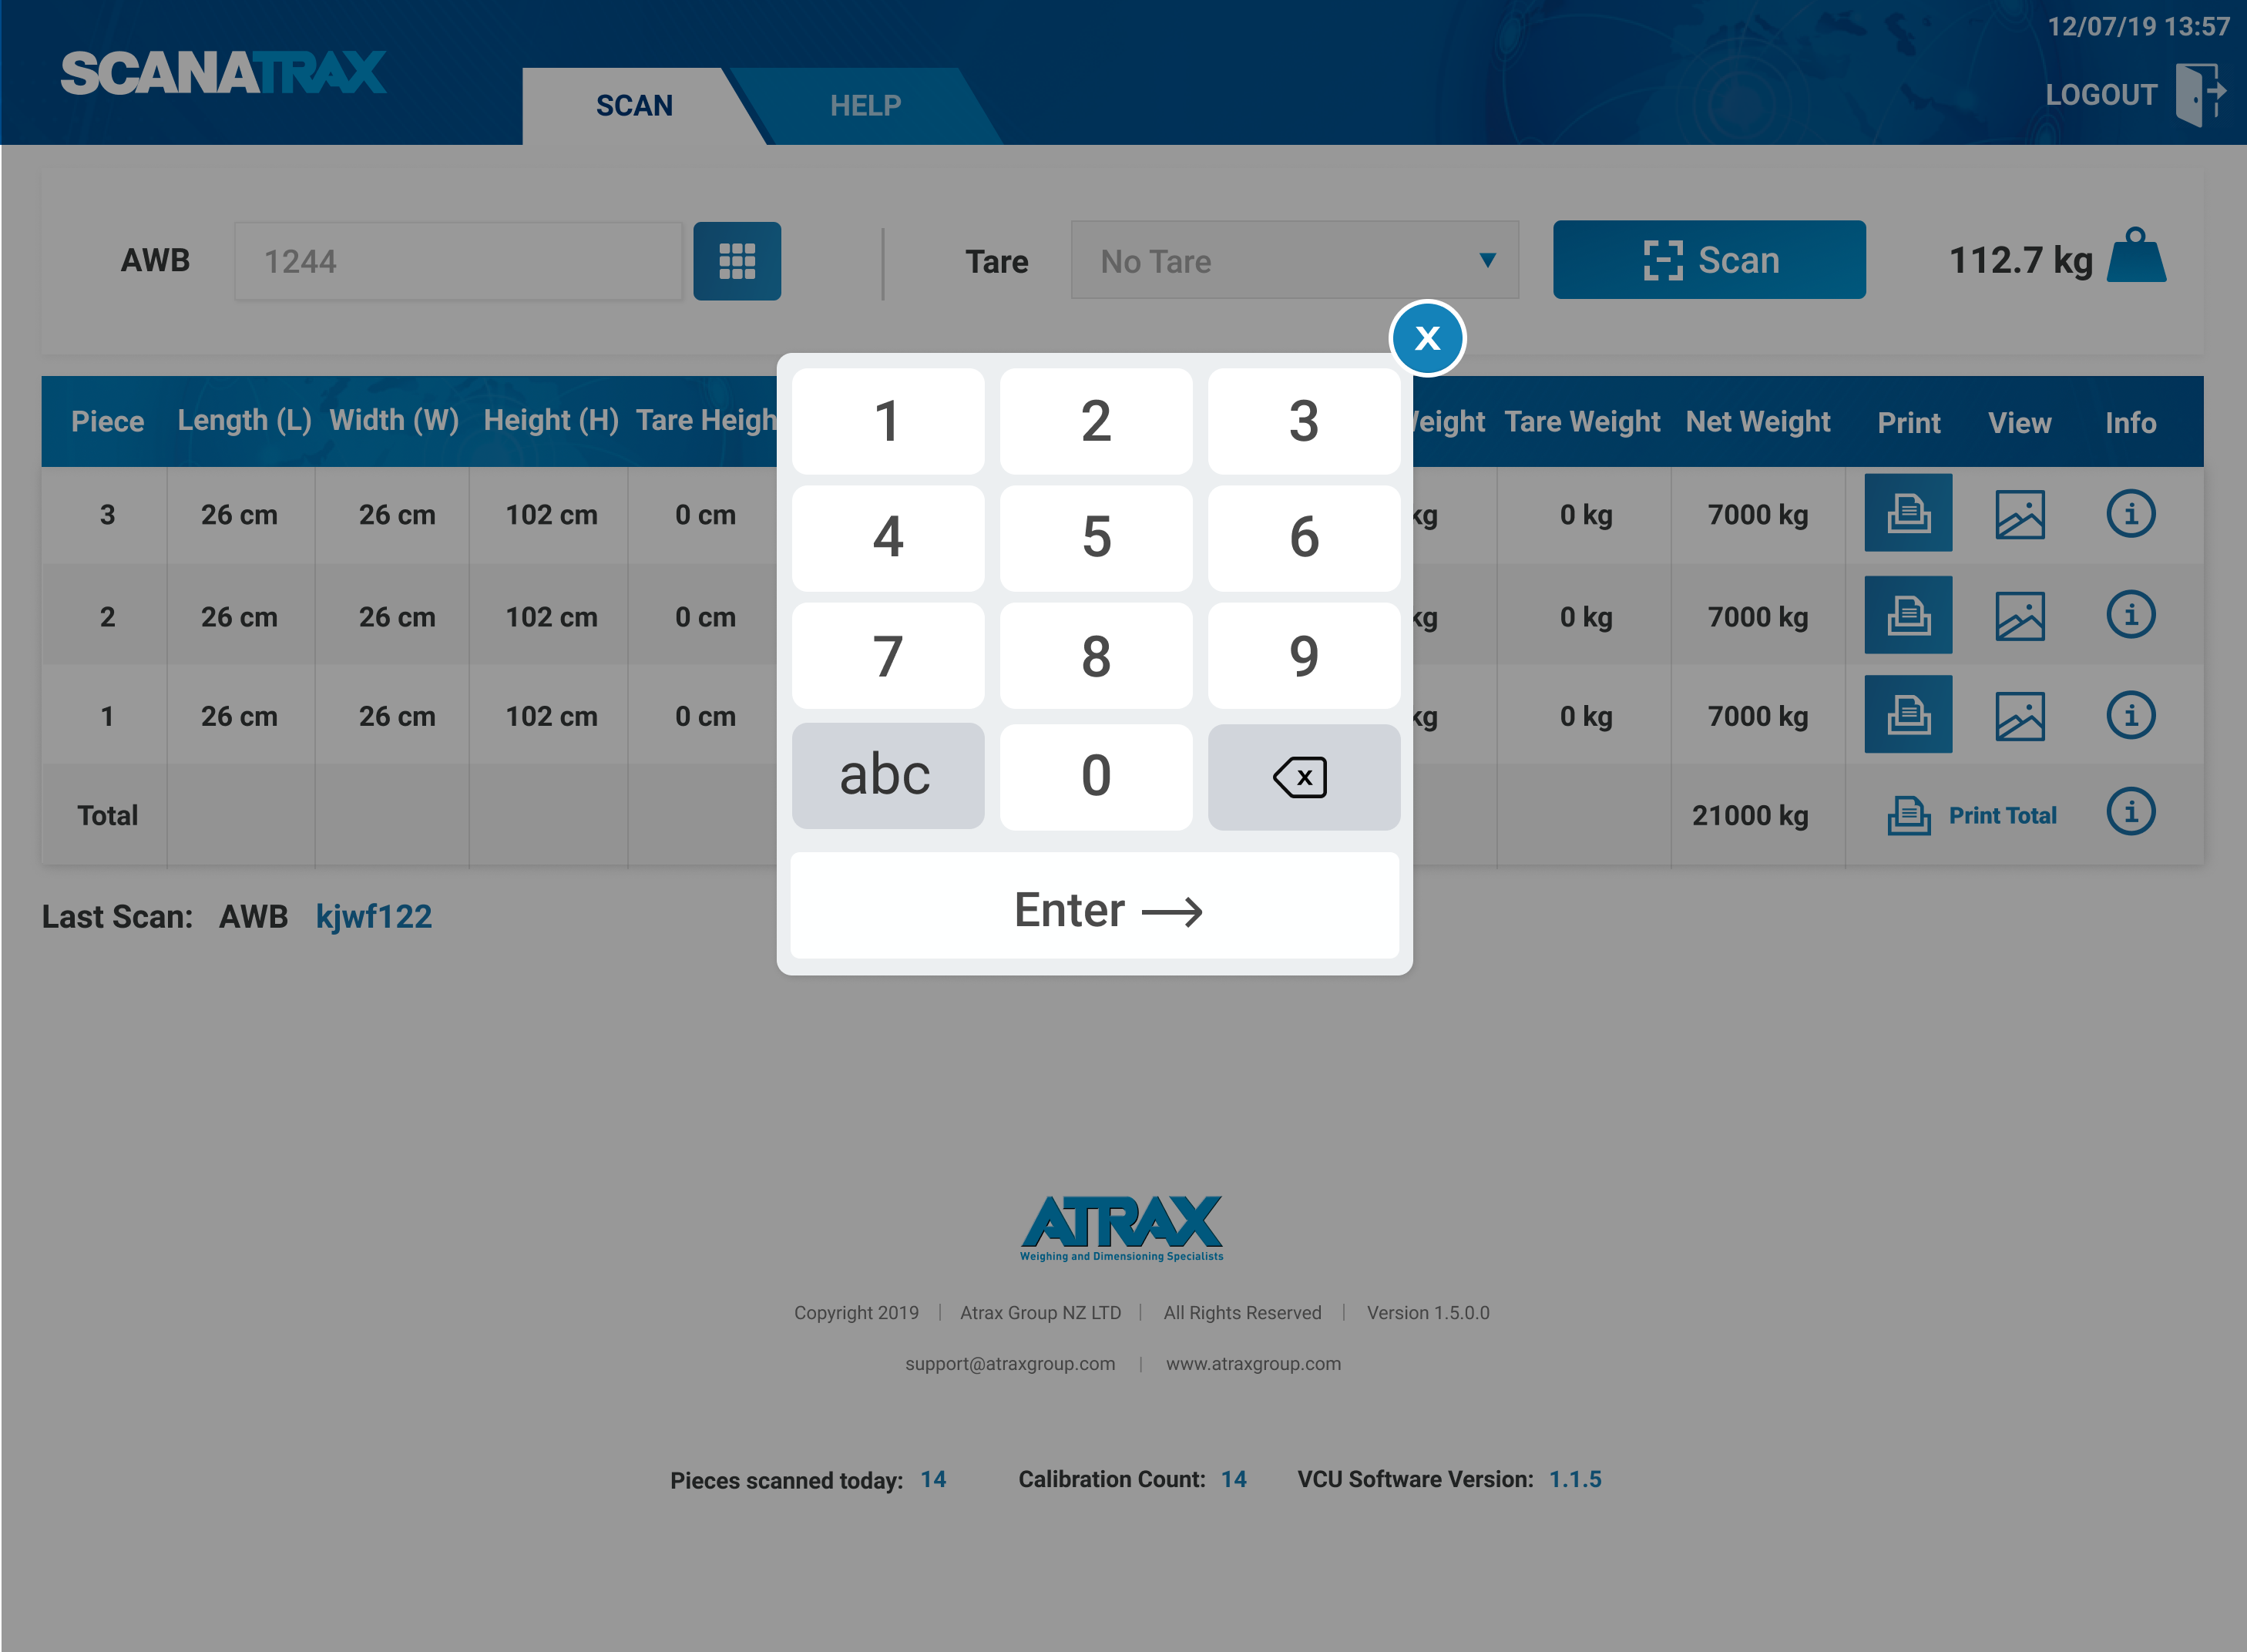 12/07/19 13:57
SCANATRAX
SCAN HELP
LOGOUT
AWB 1244 Tare No Tare ▼ Scan 112.7 kg
x
Piece Length (L) Width (W) Height (H) Tare Heigh Weight Tare Weight Net Weight Print View Info
3 26 cm 26 cm 102 cm 0 cm kg 0 kg 7000 kg
2 26 cm 26 cm 102 cm 0 cm kg 0 kg 7000 kg
1 26 cm 26 cm 102 cm 0 cm kg 0 kg 7000 kg
Total 21000 kg Print Total
1 2 3
4 5 6
7 8 9
abc 0 x
Enter →
Last Scan: AWB kjwf122
ATRAX
Weighing and Dimensioning Specialists
Copyright 2019 | Atrax Group NZ LTD | All Rights Reserved | Version 1.5.0.0
support@atraxgroup.com | www.atraxgroup.com
Pieces scanned today: 14 Calibration Count: 14 VCU Software Version: 1.1.5